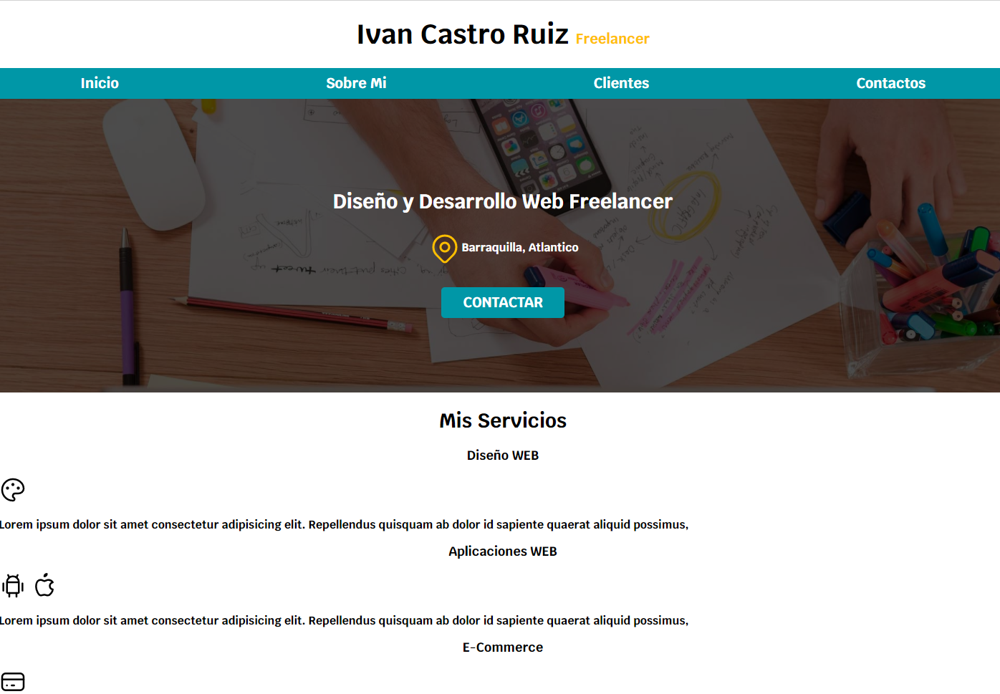 Ivan Castro Ruiz Freelancer
Inicio Sobre Mi Clientes Contactos
Diseño y Desarrollo Web Freelancer
Barraquilla, Atlantico
CONTACTAR
Mis Servicios
Diseño WEB
Lorem ipsum dolor sit amet consectetur adipisicing elit. Repellendus quisquam ab dolor id sapiente quaerat aliquid possimus,
Aplicaciones WEB
Lorem ipsum dolor sit amet consectetur adipisicing elit. Repellendus quisquam ab dolor id sapiente quaerat aliquid possimus,
E-Commerce